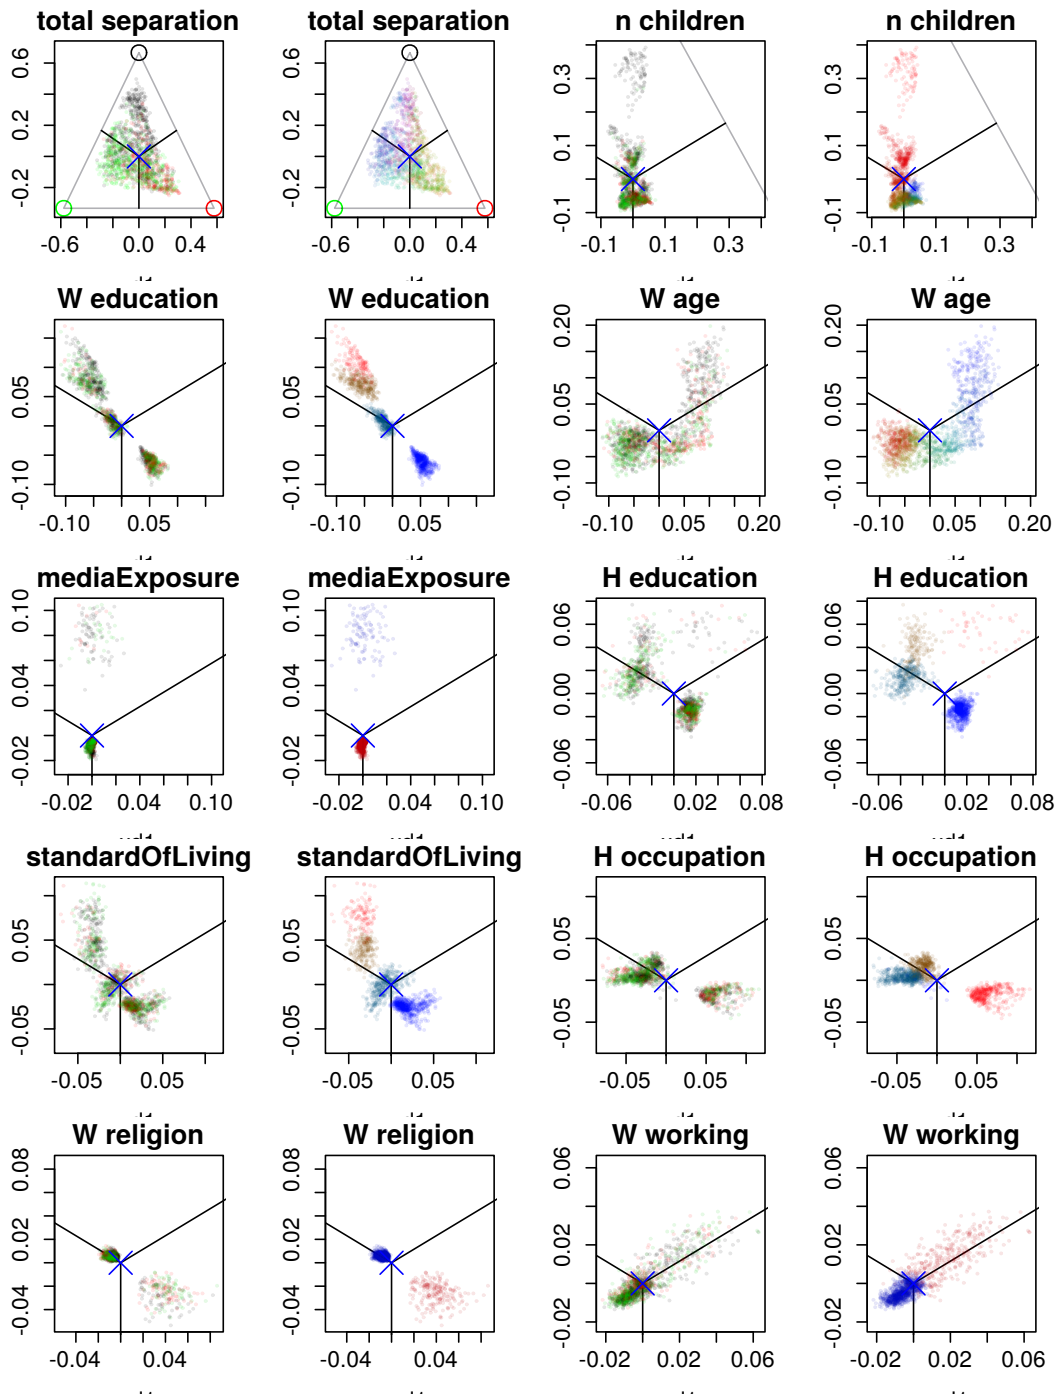 total separation total separation n children n children
0.6 0.6 0.3 0.3
0.2 0.2 0.1 0.1
-0.2 -0.2 -0.1 -0.1
-0.6 0.0 0.4 -0.6 0.0 0.4 -0.1 0.1 0.3 -0.1 0.1 0.3
W education W education W age W age
0.20 0.20
0.05 0.05 0.05 0.05
-0.10 -0.10 -0.10 -0.10
-0.10 0.05 -0.10 0.05 -0.10 0.05 0.20 -0.10 0.05 0.20
mediaExposure mediaExposure H education H education
0.10 0.10 0.06 0.06
0.04 0.04 0.00 0.00
-0.02 -0.02 -0.06 -0.06
-0.02 0.04 0.10 -0.02 0.04 0.10 -0.06 0.02 0.08 -0.06 0.02 0.08
standardOfLiving standardOfLiving H occupation H occupation
0.05 0.05 0.05 0.05
-0.05 -0.05 -0.05 -0.05
-0.05 0.05 -0.05 0.05 -0.05 0.05 -0.05 0.05
W religion W religion W working W working
0.08 0.08 0.06 0.06
0.02 0.02 0.02 0.02
-0.04 -0.04 -0.02 -0.02
-0.04 0.04 -0.04 0.04 -0.02 0.02 0.06 -0.02 0.02 0.06